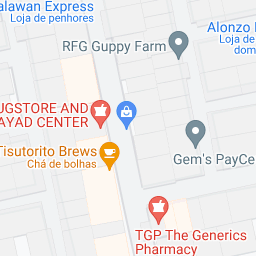 alawan Express
Loja de penhores
Alonzo
Loja de
dom
RFG Guppy Farm
UGSTORE AND
AYAD CENTER
Tisutorito Brews
Chá de bolhas
Gem's PayCe
TGP The Generics
Pharmacy